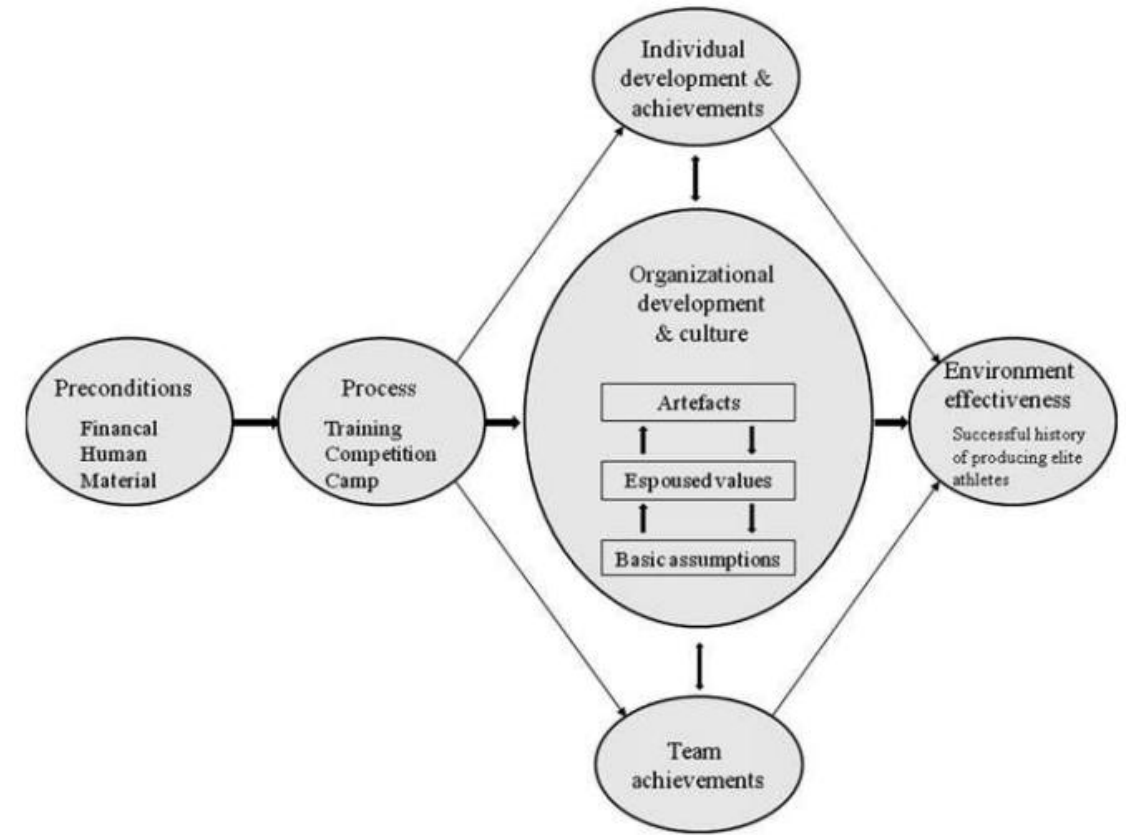 Individual
development &
achievements
Organizational
development
& culture
Artefacts
Espoused values
Basic assumptions
Preconditions
Financal
Human
Material
Process
Training
Competition
Camp
Environment
effectiveness
Successful history
of producing elite
athletes
Team
achievements